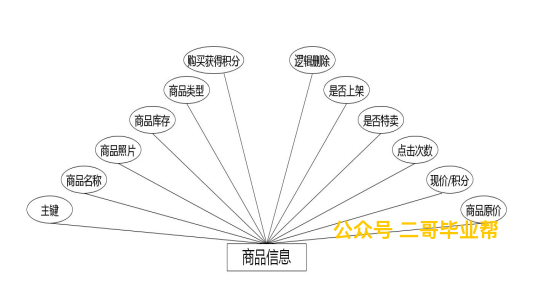 购买获得积分
逻辑删除
商品类型
是否上架
商品库存
是否特卖
商品照片
点击次数
商品名称
现价/积分
主键
商品原价
公众号 二哥毕业帮
商品信息